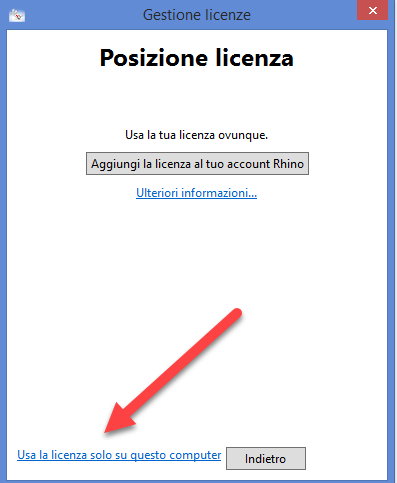 Gestione licenze
Posizione licenza
Usa la tua licenza ovunque.
Aggiungi la licenza al tuo account Rhino
Ulteriori informazioni...
Usa la licenza solo su questo computer
Indietro